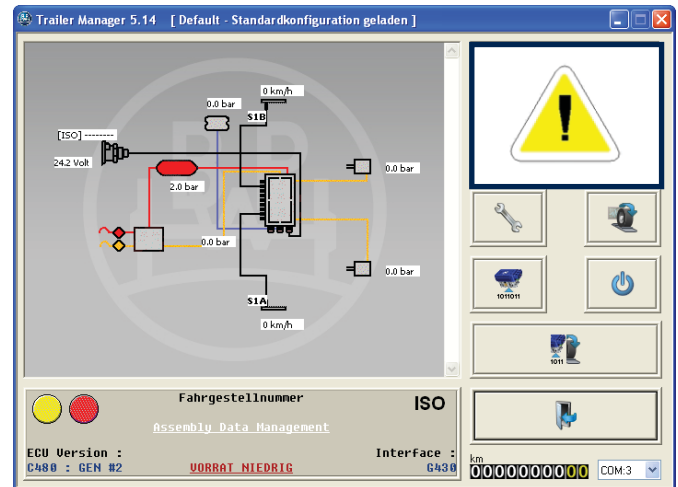 Trailer Manager 5.14 [ Default - Standardkonfiguration geladen ]
0 km/h
0.0 bar
S1B
[ISO] --------
24.2 Volt
0.0 bar
2.0 bar
0.0 bar
0.0 bar
S1A
0 km/h
1011011
1011
Fahrgestellnummer
ISO
Assembly Data Management
ECU Version :
Interface :
C480 : GEN #2
VORRAT NIEDRIG
G430
km
0000000000
COM:3